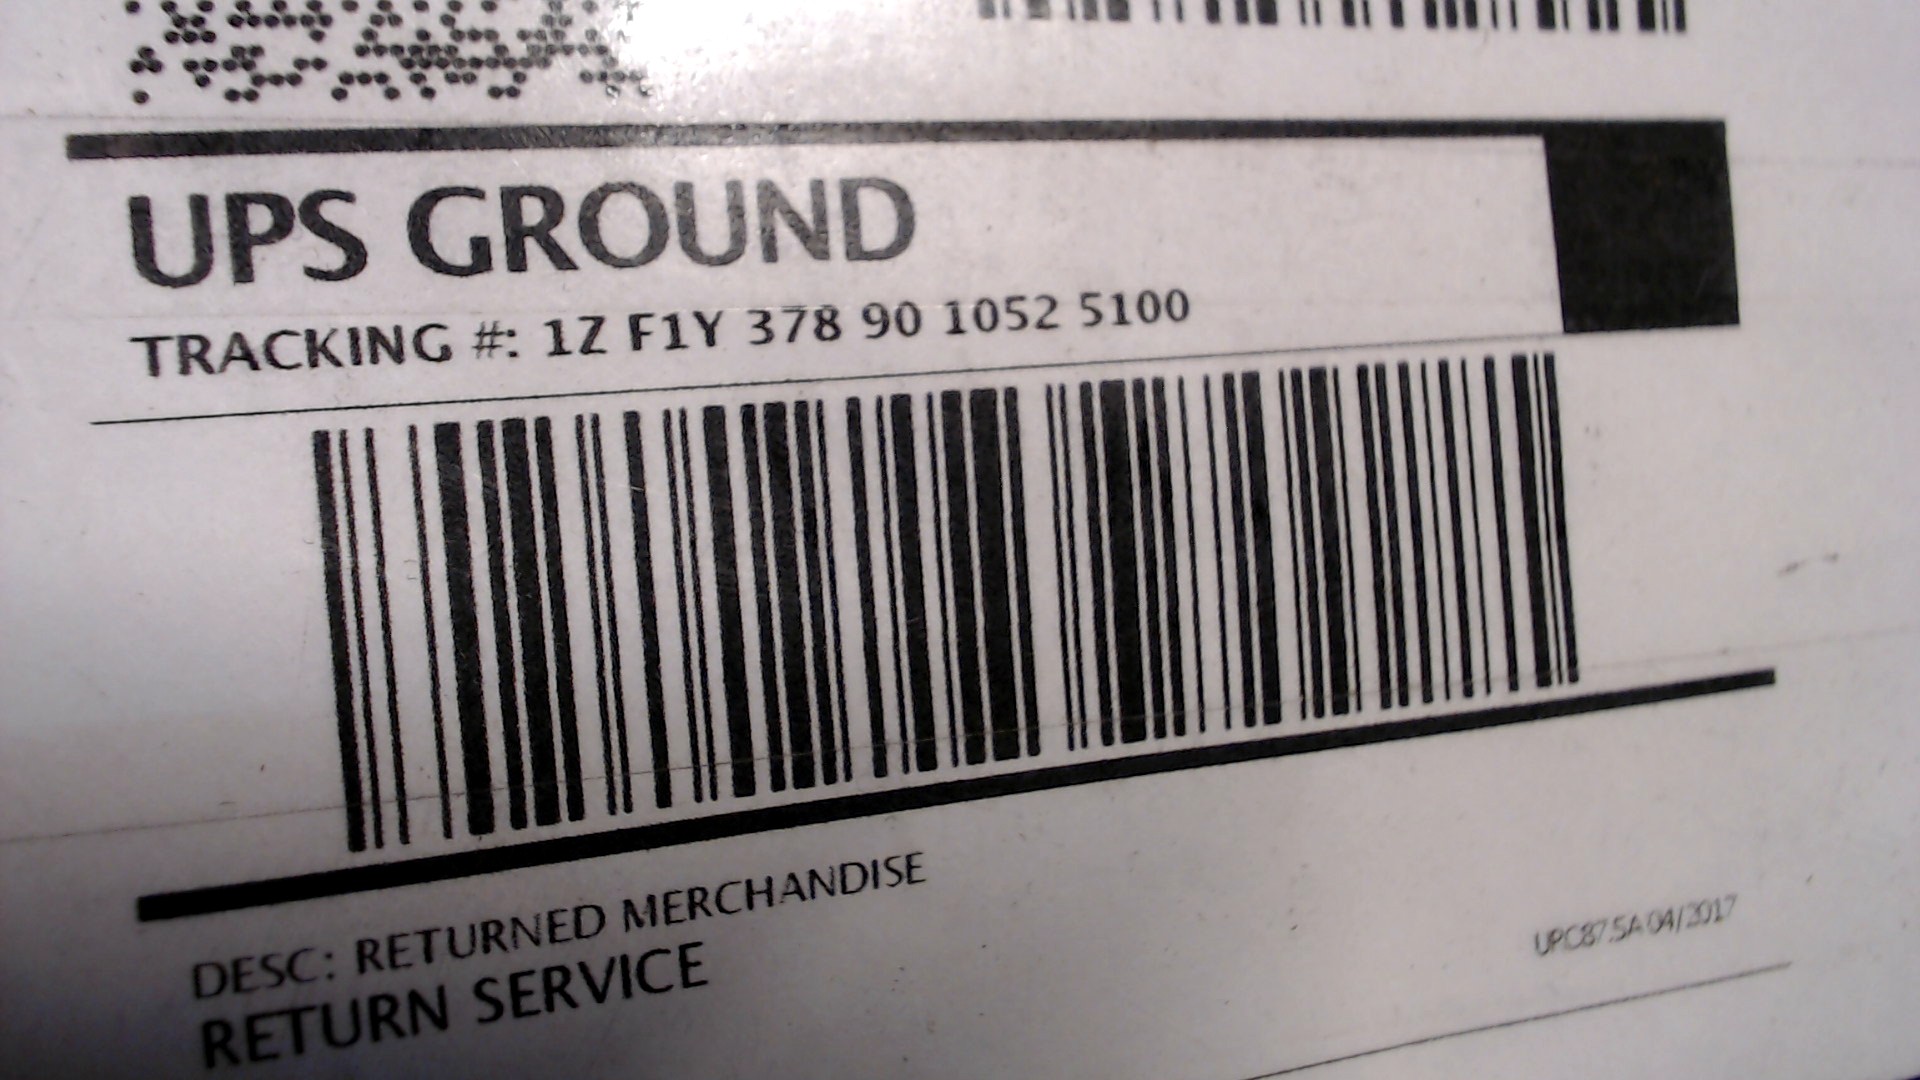 UPS GROUND
TRACKING #: 1Z F1Y 378 90 1052 5100
DESC: RETURNED MERCHANDISE
RETURN SERVICE
UPC87.5A 04/2017